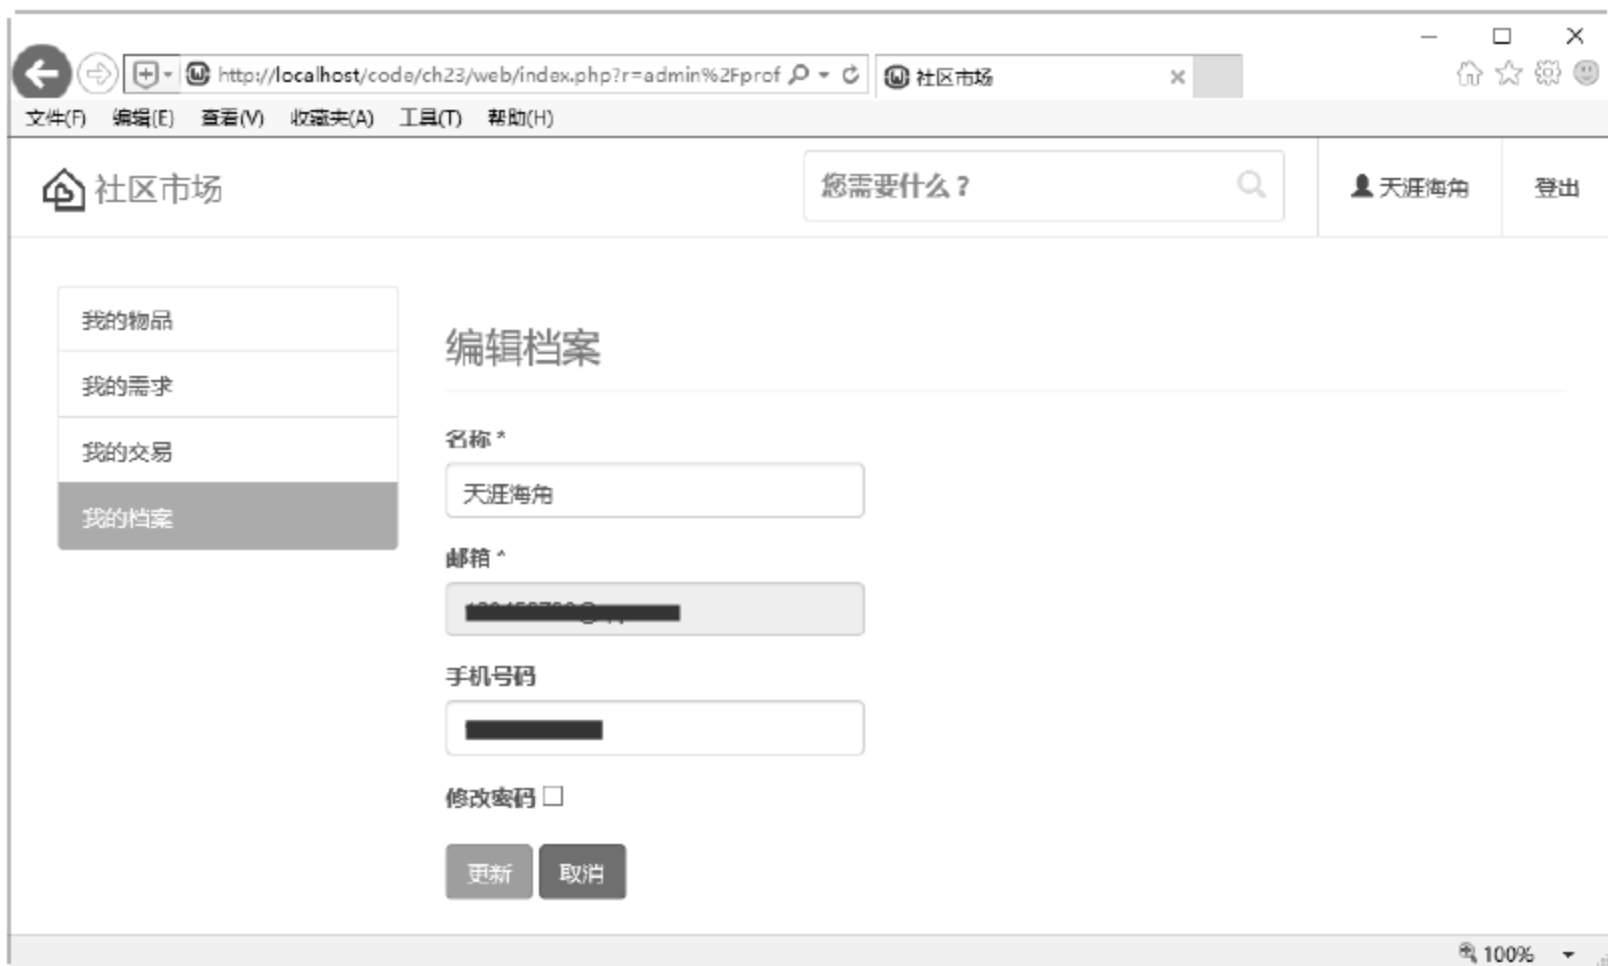 http://localhost/code/ch23/web/index.php?r=admin%2Fprof
社区市场
文件(F) 编辑(E) 查看(V) 收藏夹(A) 工具(T) 帮助(H)
社区市场
您需要什么?
天涯海角
登出
我的物品
我的需求
我的交易
我的档案
编辑档案
名称 *
天涯海角
邮箱 *
手机号码
修改密码
更新 取消
100%